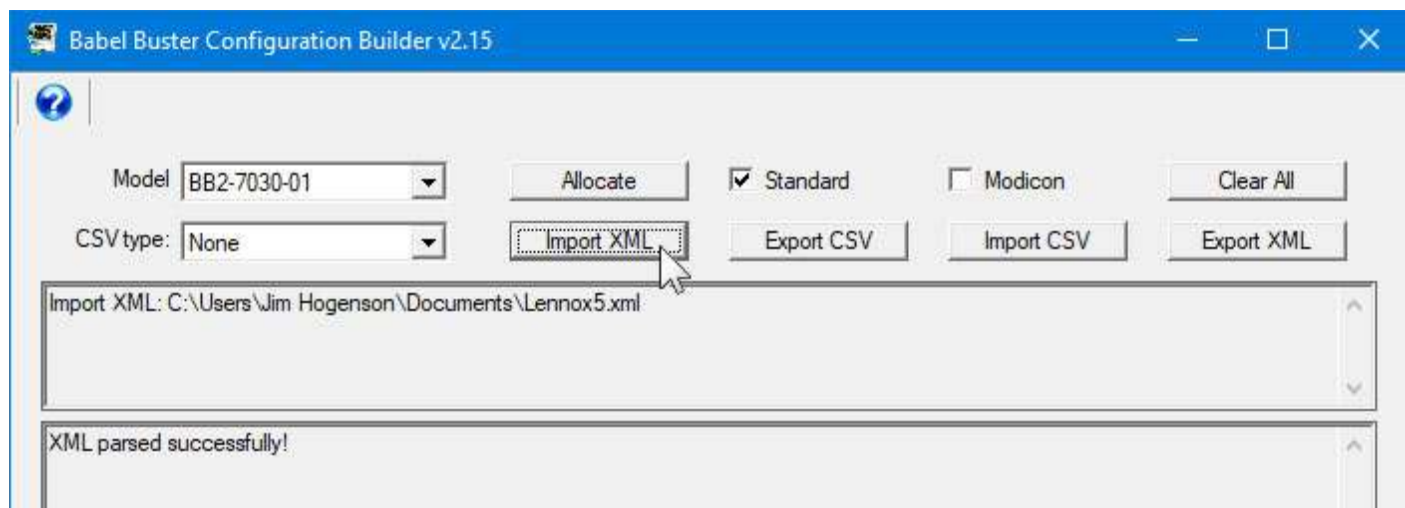 Babel Buster Configuration Builder v2.15
Model BB2-7030-01 Allocate Standard Modicon Clear All
CSV type: None Import XML Export CSV Import CSV Export XML
Import XML: C:\Users\Jim Hogenson\Documents\Lennox5.xml
XML parsed successfully!